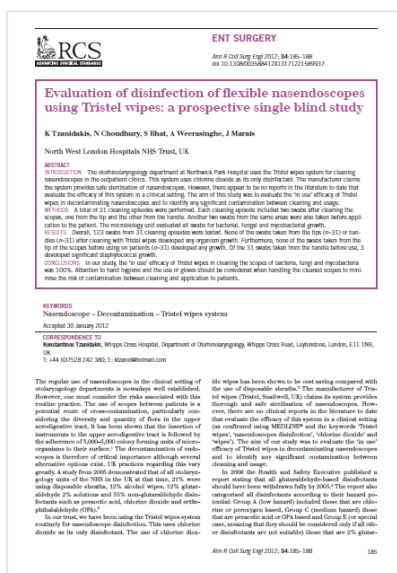 RCS
ADVANCING SURGICAL STANDARDS
ENT SURGERY
Ann R Coll Surg Engl 2012; 94: 185–188
doi 10.1308/003588412X13171221589937
Evaluation of disinfection of flexible nasendoscopes
using Tristel wipes: a prospective single blind study
K Tzanidakis, N Choudhury, S Bhat, A Weerasinghe, J Marais
North West London Hospitals NHS Trust, UK
ABSTRACT
INTRODUCTION The otorhinolaryngology department at Northwick Park Hospital uses the Tristel wipes system for cleaning
nasendoscopes in the outpatient clinics. This system uses chlorine dioxide as its only disinfectant. The manufacturer claims
the system provides safe sterilisation of nasendoscopes. However, there appear to be no reports in the literature to date that
evaluate the efficacy of this system in a clinical setting. The aim of this study was to evaluate the 'in use' efficacy of Tristel
wipes in decontaminating nasendoscopes and to identify any significant contamination between cleaning and usage.
METHODS A total of 31 cleaning episodes were performed. Each cleaning episode included two swabs after cleaning the
scopes, one from the tip and the other from the handle. Another two swabs from the same areas were also taken before appli-
cation to the patient. The microbiology unit evaluated all swabs for bacterial, fungal and mycobacterial growth.
RESULTS Overall, 123 swabs from 31 cleaning episodes were tested. None of the swabs taken from the tips (n=31) or han-
dles (n=31) after cleaning with Tristel wipes developed any organism growth. Furthermore, none of the swabs taken from
the tip of the scopes before using on patients (n=31) developed any growth. Of the 31 swabs taken from the handle before use, 3
developed significant staphylococcal growth.
CONCLUSIONS In our study, the 'in use' efficacy of Tristel wipes in cleaning the scopes of bacteria, fungi and mycobacteria
was 100%. Attention to hand hygiene and the use of gloves should be considered when handling the cleaned scopes to mini-
mise the risk of contamination between cleaning and application to patients.
KEYWORDS
Nasendoscope – Decontamination – Tristel wipes system
Accepted 30 January 2012
CORRESPONDENCE TO
Konstantinos Tzanidakis, Whipps Cross Hospital, Department of Otorhinolaryngology, Whipps Cross Road, Leytonstone, London, E11 1NR,
UK
T: +44 (0)7528 242 380; E: ktzanid@hotmail.com
The regular use of nasendoscopes in the clinical setting of
otolaryngology departments is nowadays well established.
However, one must consider the risks associated with this
routine practice. The use of scopes between patients is a
potential route of cross-contamination, particularly con-
sidering the diversity and quantity of flora in the upper
aerodigestive tract. It has been shown that the insertion of
instruments to the upper aerodigestive tract is followed by
the adherence of 5,000–6,000 colony forming units of micro-
organisms to their surface.¹ The decontamination of endo-
scopes is therefore of critical importance although several
alternative options exist. UK practices regarding this vary
greatly. A study from 2005 demonstrated that of all otolaryn-
gology units of the NHS in the UK at that time, 21% were
using disposable sheaths, 12% alcohol wipes, 12% glutar-
aldehyde 2% solutions and 55% non-glutaraldehyde disin-
fectants such as peracetic acid, chlorine dioxide and ortho-
phthalaldehyde (OPA).²
In our trust, we have been using the Tristel wipes system
routinely for nasendoscope disinfection. This uses chlorine
dioxide as its only disinfectant. The use of chlorine diox-
ide wipes has been shown to be cost saving compared with
the use of disposable sheaths.³ The manufacturer of Tris-
tel wipes (Tristel, Snailwell, UK) claims its system provides
thorough and safe sterilisation of nasendoscopes. How-
ever, there are no clinical reports in the literature to date
that evaluate the efficacy of this system in a clinical setting
(as confirmed using MEDLINE® and the keywords 'Tristel
wipes', 'nasendoscopes disinfection', 'chlorine dioxide' and
'wipes'). The aim of our study was to evaluate the 'in use'
efficacy of Tristel wipes in decontaminating nasendoscopes
and to identify any significant contamination between
cleaning and usage.
In 2006 the Health and Safety Executive published a
report stating that all glutaraldehyde-based disinfectants
should have been withdrawn fully by 2005.⁴ The report also
categorised all disinfectants according to their hazard po-
tential: Group A (low hazard) included those that are chlo-
rine or peroxygen based, Group C (medium hazard) those
that are peracetic acid or OPA based and Group E (or special
case, meaning that they should be considered only if all oth-
er disinfectants are not suitable) those that are 2% glutar-
Ann R Coll Surg Engl 2012; 94: 185–188
185